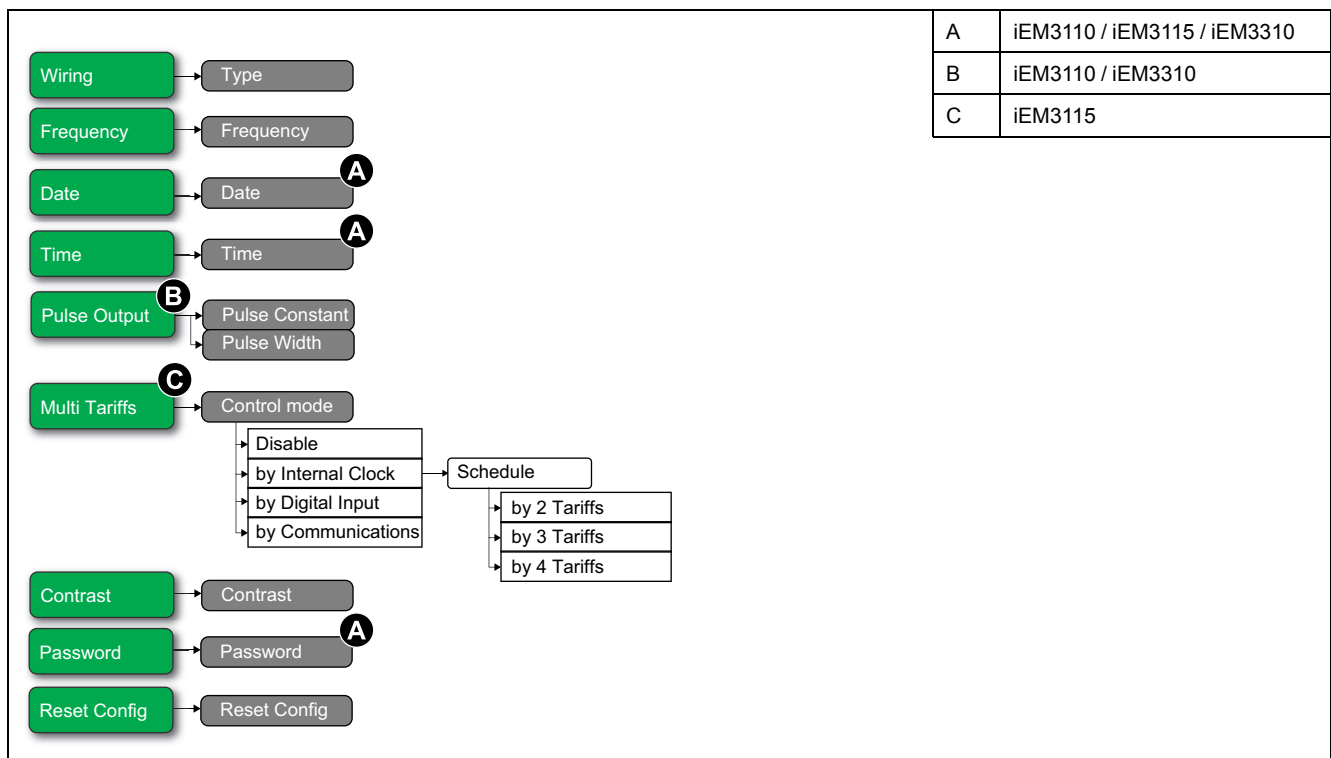 A iEM3110 / iEM3115 / iEM3310
B iEM3110 / iEM3310
C iEM3115
Wiring Type
Frequency Frequency
A
Date Date
A
Time Time
B
Pulse Output Pulse Constant
Pulse Width
C
Multi Tariffs Control mode
Disable
by Internal Clock Schedule
by Digital Input by 2 Tariffs
by Communications by 3 Tariffs
by 4 Tariffs
Contrast Contrast
A
Password Password
Reset Config Reset Config